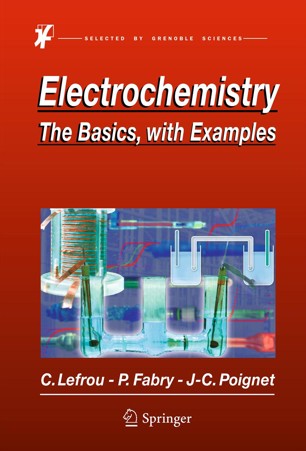 SELECTED BY GRENOBLE SCIENCES
Electrochemistry
The Basics, with Examples
C. Lefrou - P. Fabry - J-C. Poignet
Springer